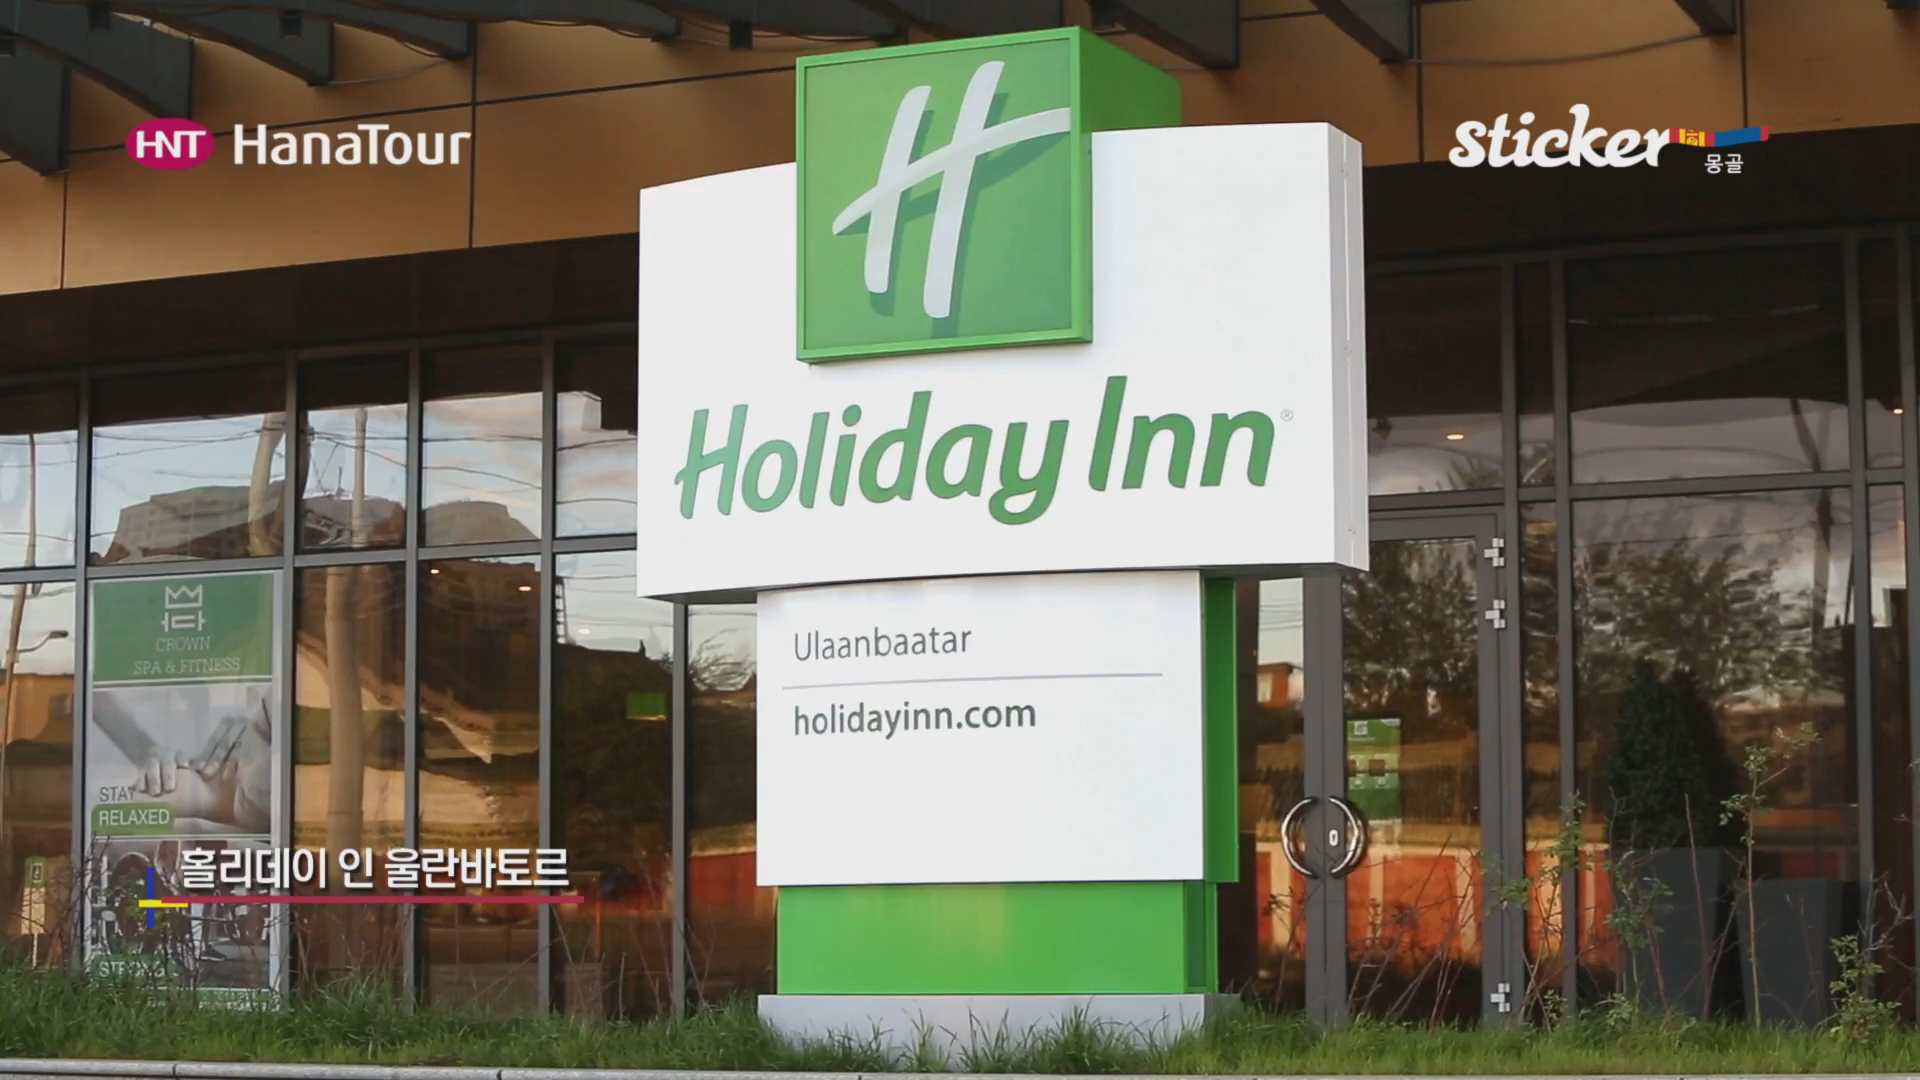 HNT HanaTour
sticker
몽골
H
Holiday Inn®
Ulaanbaatar
holidayinn.com
CROWN
SPA & FITNESS
STAY
RELAXED
홀리데이 인 울란바토르
STRONG